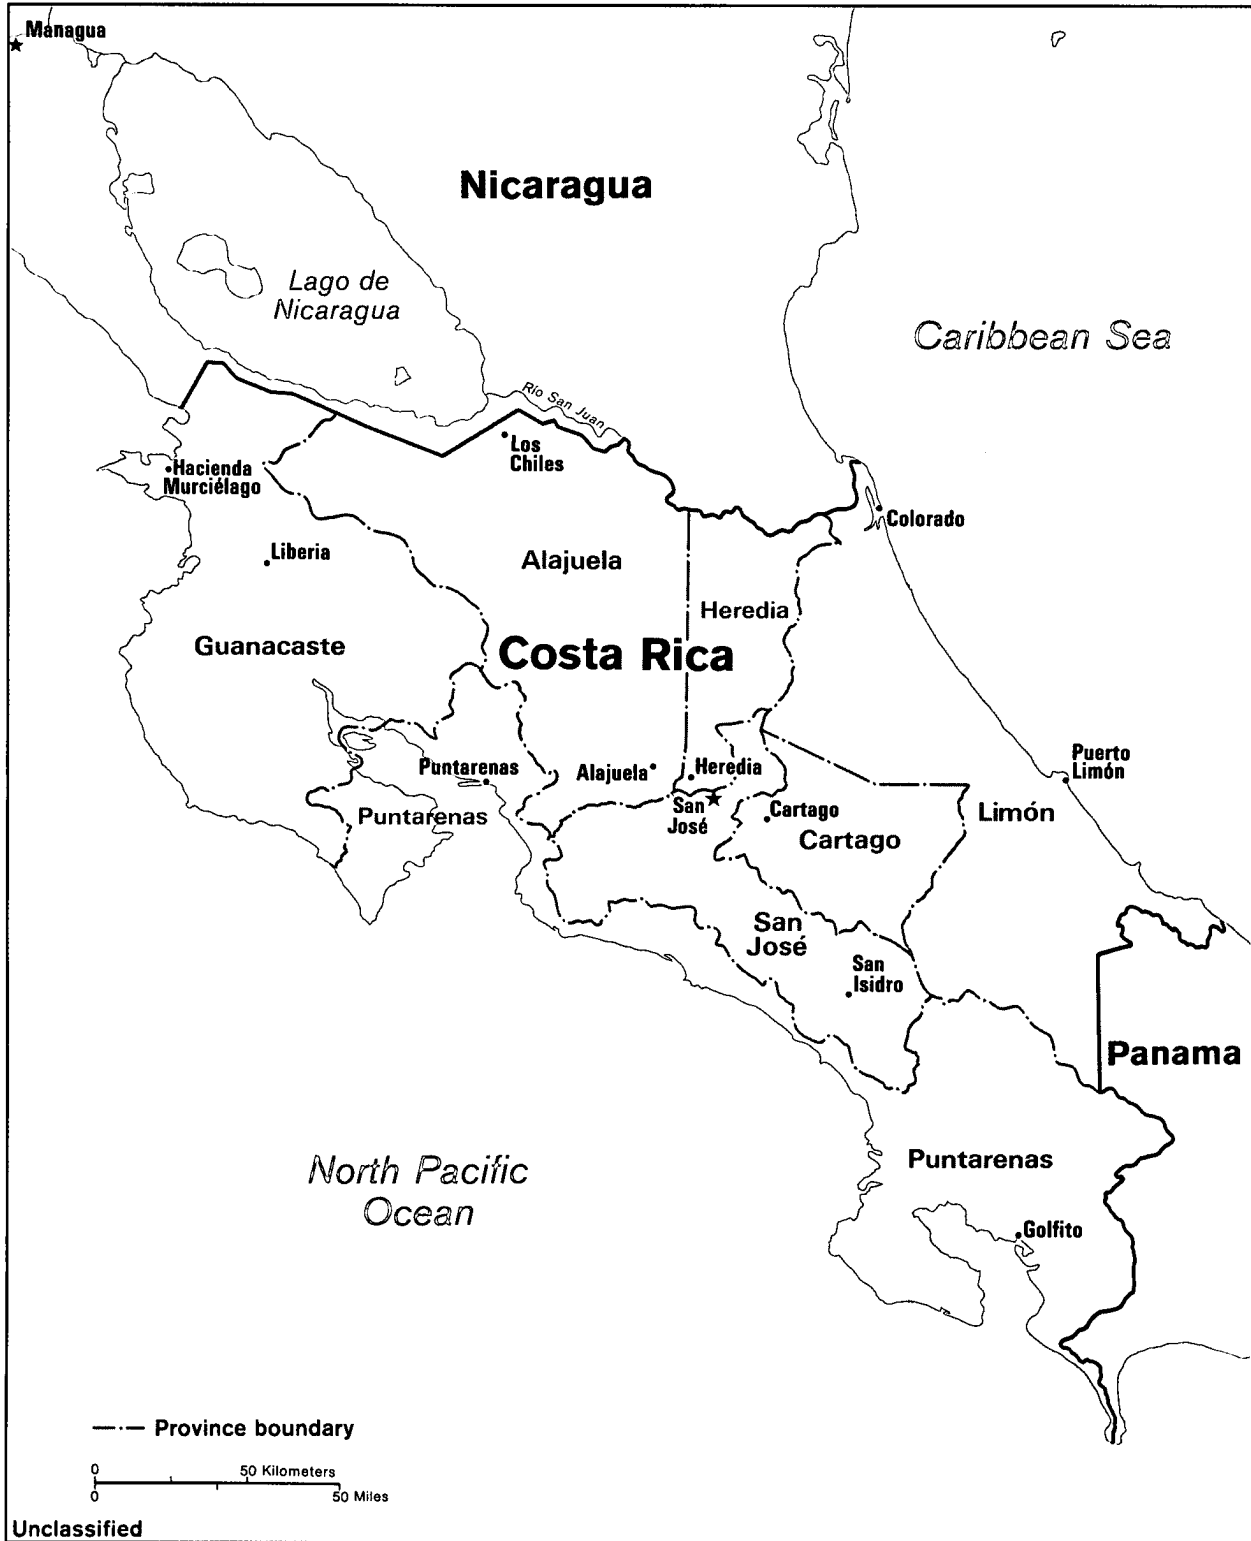 Managua
Nicaragua
Lago de
Nicaragua
Caribbean Sea
Río San Juan
Los
Chiles
Hacienda
Murciélago
Colorado
Liberia
Alajuela
Heredia
Guanacaste
Costa Rica
Puntarenas
Alajuela
Heredia
Puerto
Limón
San
José
Cartago
Limón
Puntarenas
Cartago
San
José
San
Isidro
Panama
North Pacific
Ocean
Puntarenas
Golfito
Province boundary
0 50 Kilometers
0 50 Miles
Unclassified